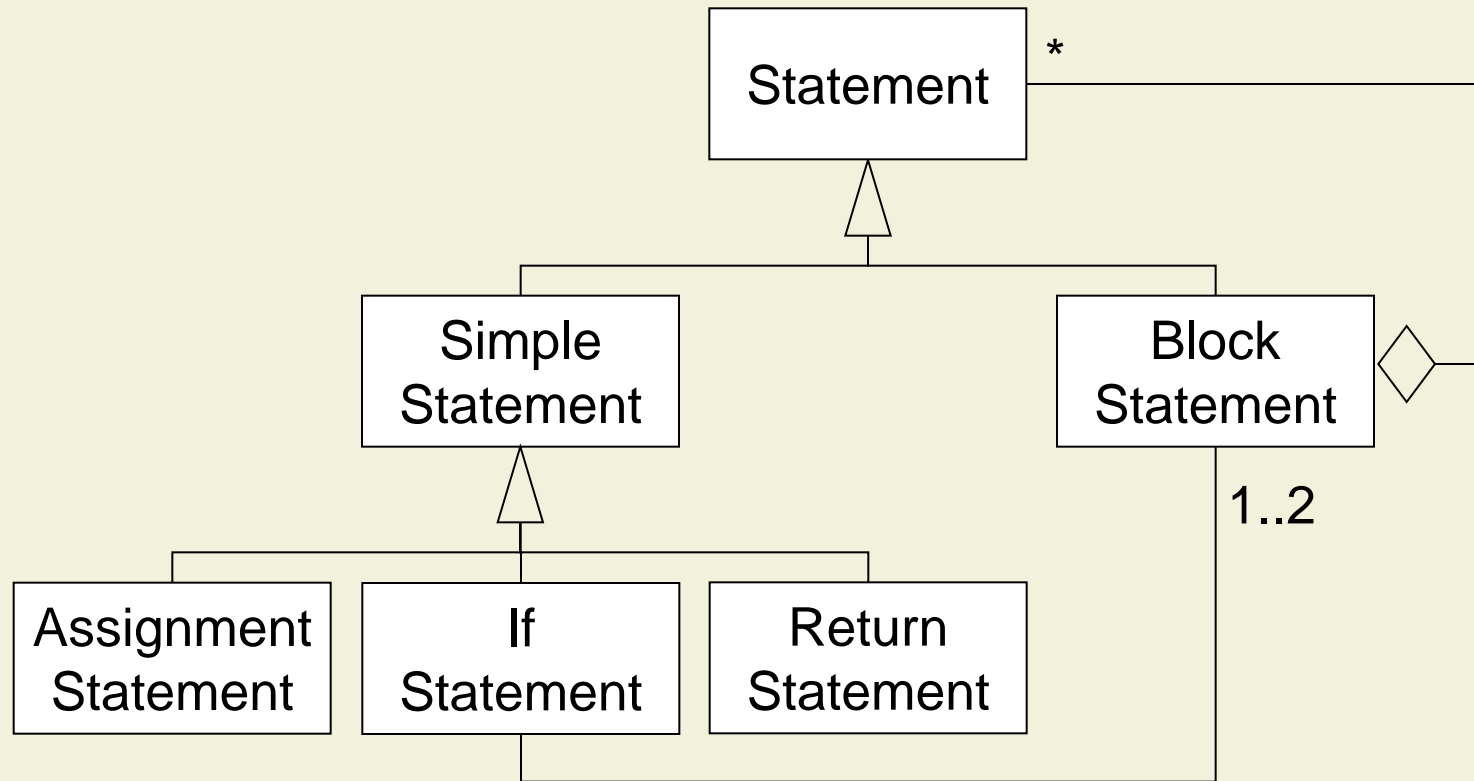 Statement
*
Simple
Statement
Block
Statement
1..2
Assignment
Statement
If
Statement
Return
Statement